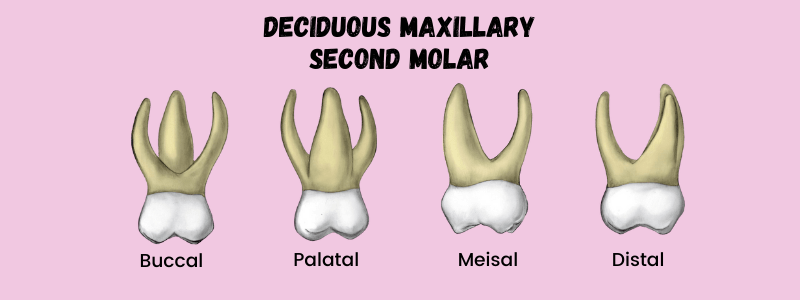 DECIDUOUS MAXILLARY
SECOND MOLAR
Buccal
Palatal
Meisal
Distal